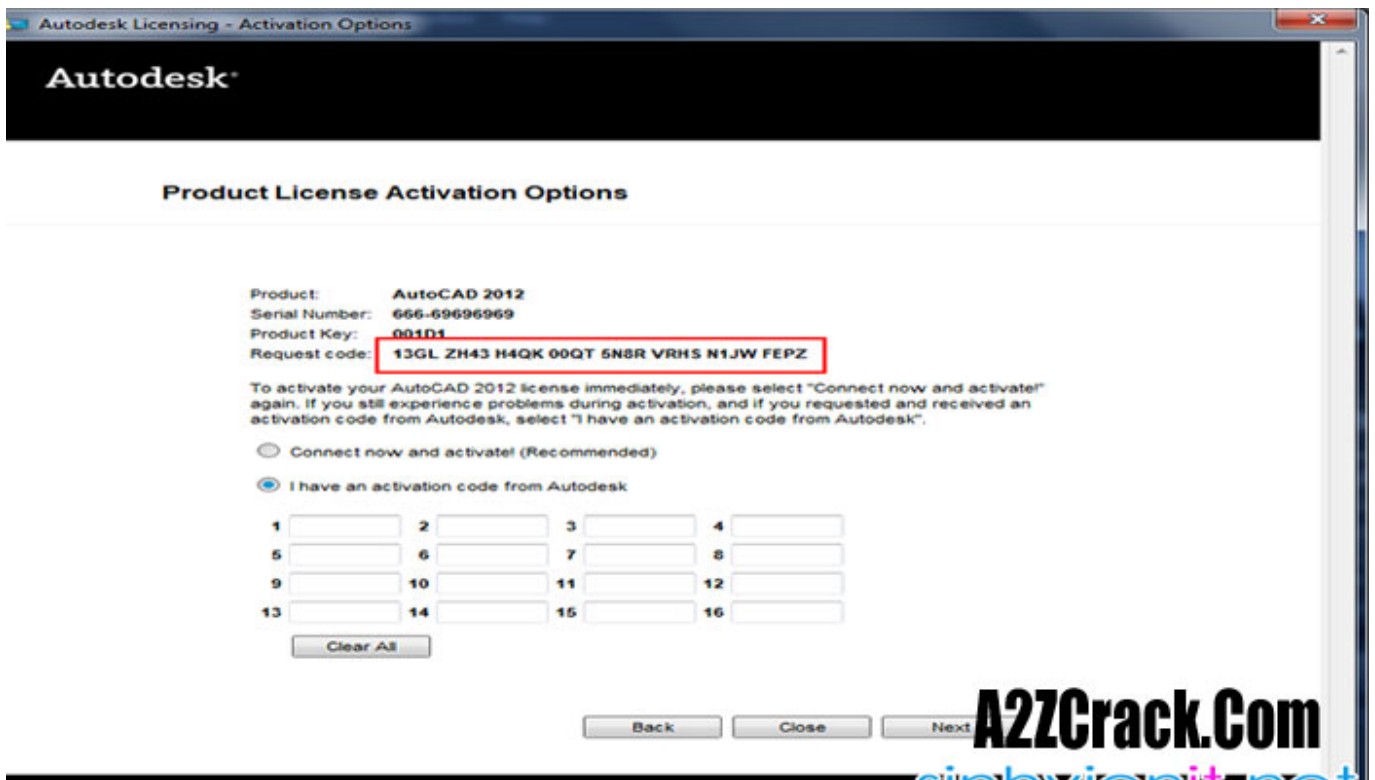 Autodesk Licensing - Activation Options
Autodesk
Product License Activation Options
Product: AutoCAD 2012
Serial Number: 666-69696969
Product Key: 001D1
Request code: 13GL ZH43 H4QK 00QT 5N8R VRHS N1JW FEPZ
To activate your AutoCAD 2012 license immediately, please select "Connect now and activate!"
again. If you still experience problems during activation, and if you requested and received an
activation code from Autodesk, select "I have an activation code from Autodesk".
Connect now and activate! (Recommended)
I have an activation code from Autodesk
1 2 3 4
5 6 7 8
9 10 11 12
13 14 15 16
Clear All
Back Close Next
A2ZCrack.Com